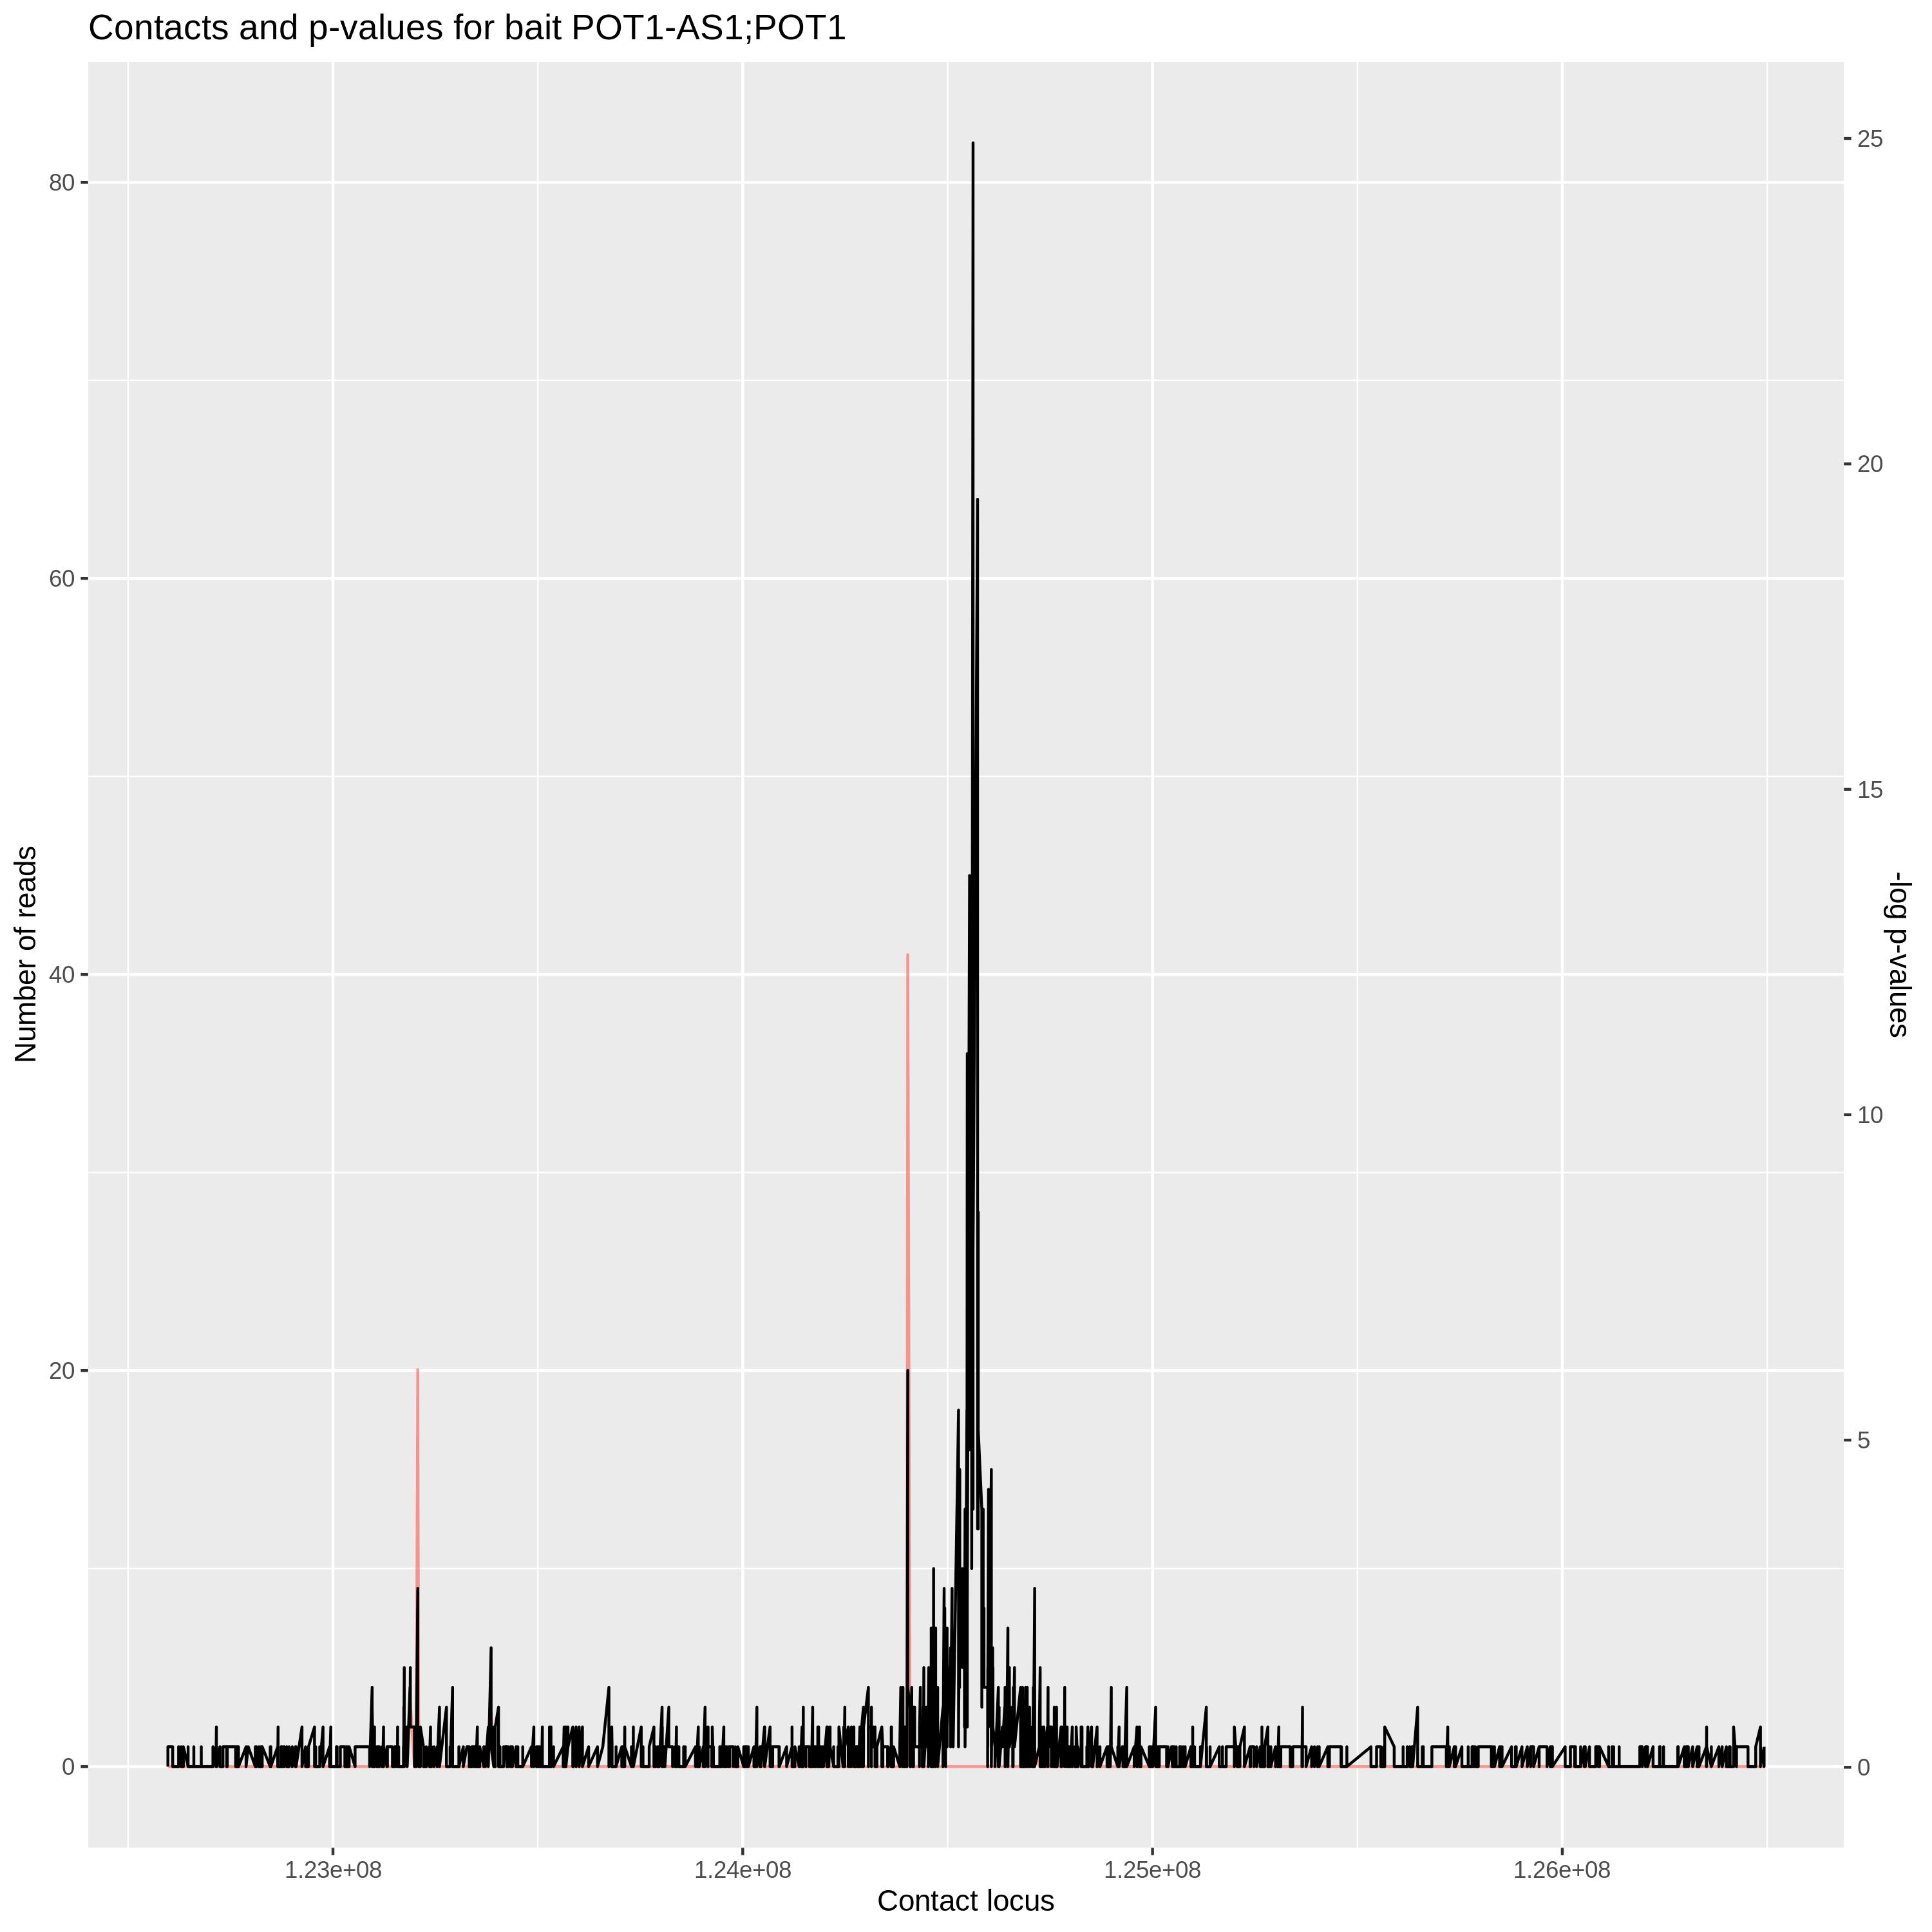 Contacts and p-values for bait POT1-AS1;POT1
Number of reads
80
60
40
20
0
25
20
15
10
5
0
-log p-values
1.23e+08
1.24e+08
1.25e+08
1.26e+08
Contact locus